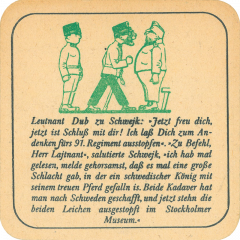 Leutnant Dub zu Schwejk: »Jetzt freu dich,
jetzt ist Schluß mit dir! Ich laß Dich zum An-
denken fürs 91. Regiment ausstopfen«. »Zu Befehl,
Herr Lajtnant«, salutierte Schwejk, »ich hab mal
gelesen, melde gehorsamst, daß es mal eine große
Schlacht gab, in der ein schwedischer König mit
seinem treuen Pferd gefalln is. Beide Kadaver hat
man nach Schweden geschafft, und jetzt stehn die
beiden Leichen ausgestopft im Stockholmer
Museum.«